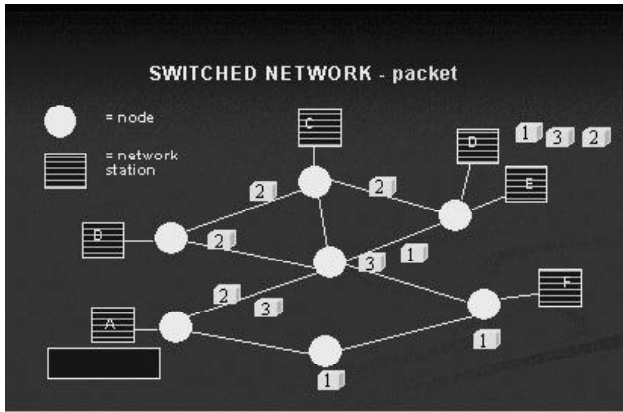 SWITCHED NETWORK - packet
= node
= network
station
C
D
1 3 2
E
2
2
B
2
3
1
F
2
3
A
1
1